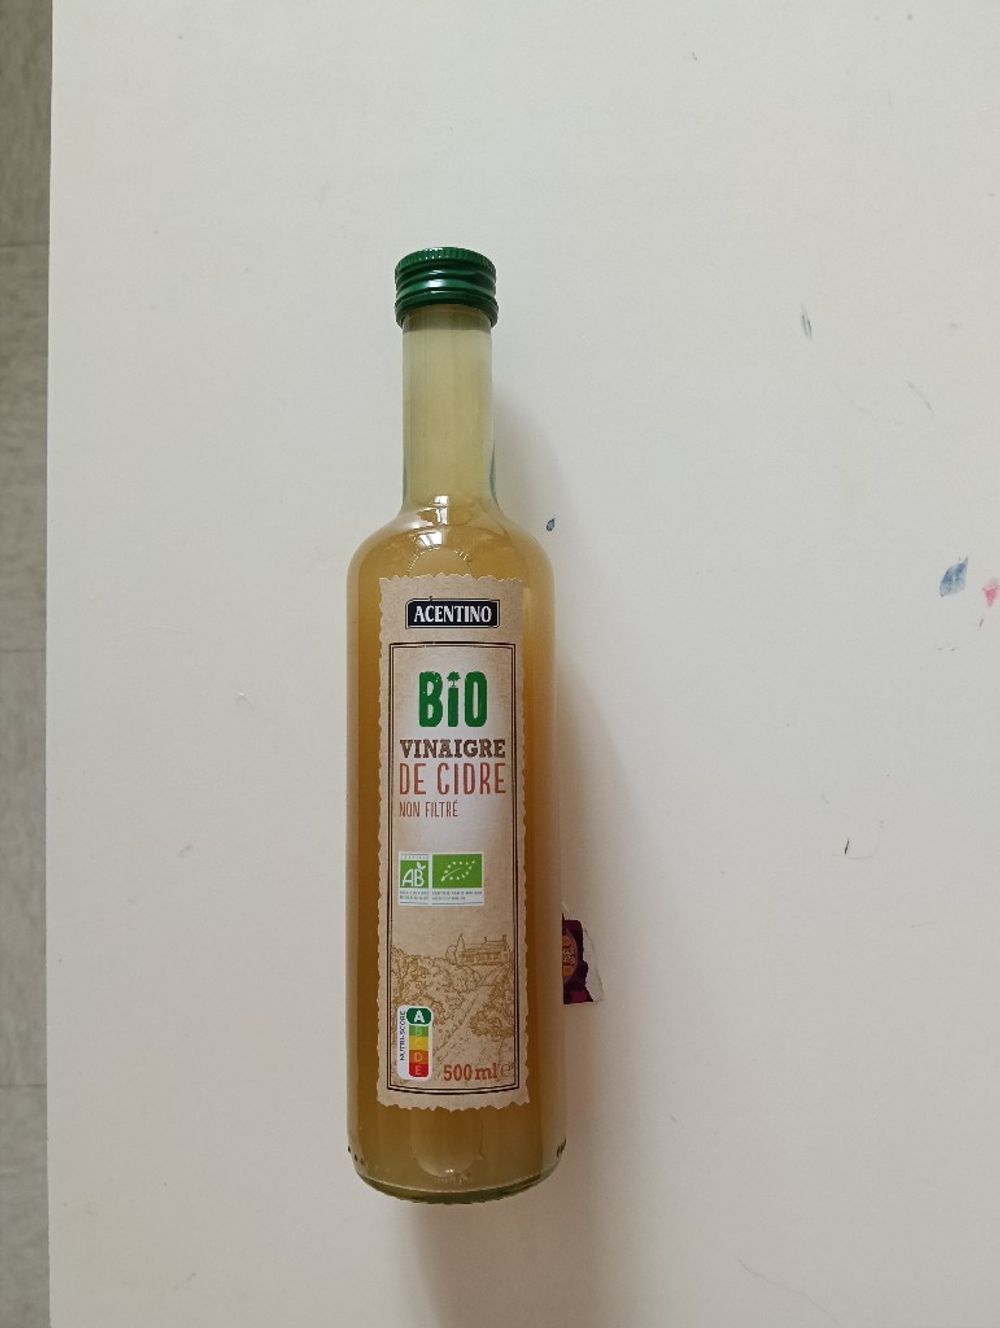 ACENTINO
BiO
VINAIGRE
DE CIDRE
NON FILTRÉ
AB
NUTRI-SCORE
A
B
C
D
E
500 ml e